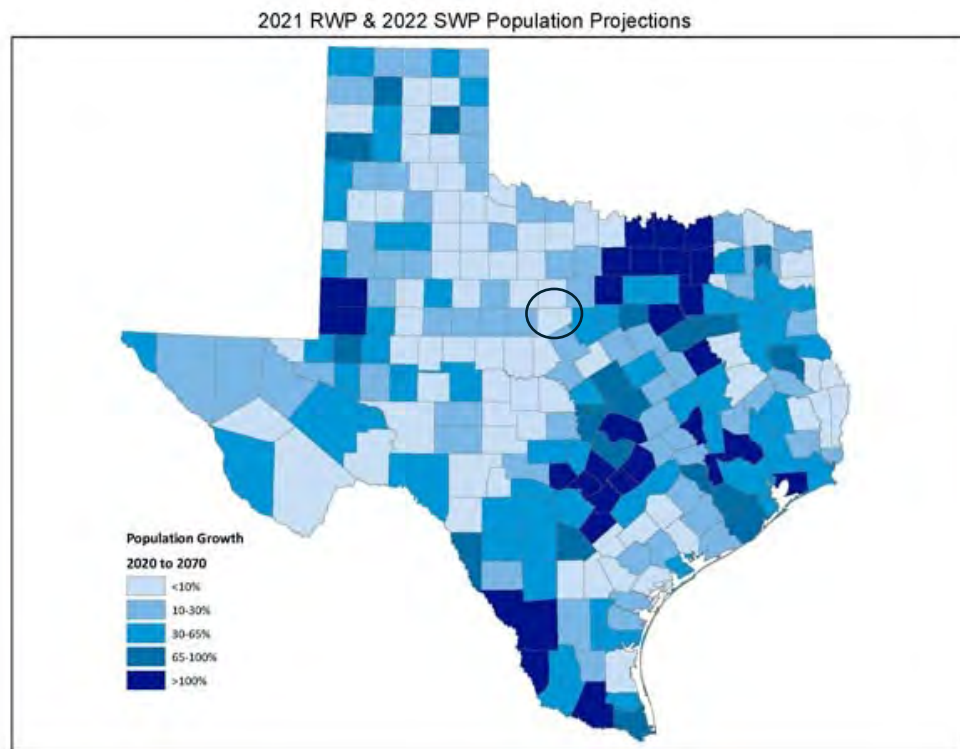 2021 RWP & 2022 SWP Population Projections
Population Growth
2020 to 2070
<10%
10-30%
30-65%
65-100%
>100%